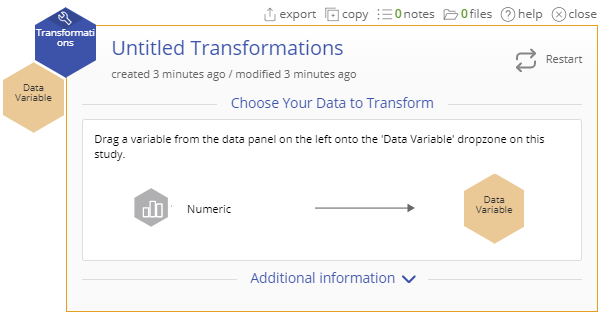 export copy 0 notes 0 files help close
Transformati
ons
Data
Variable
Untitled Transformations
created 3 minutes ago / modified 3 minutes ago
Restart
Choose Your Data to Transform
Drag a variable from the data panel on the left onto the 'Data Variable' dropzone on this
study.
Numeric
Data
Variable
Additional information